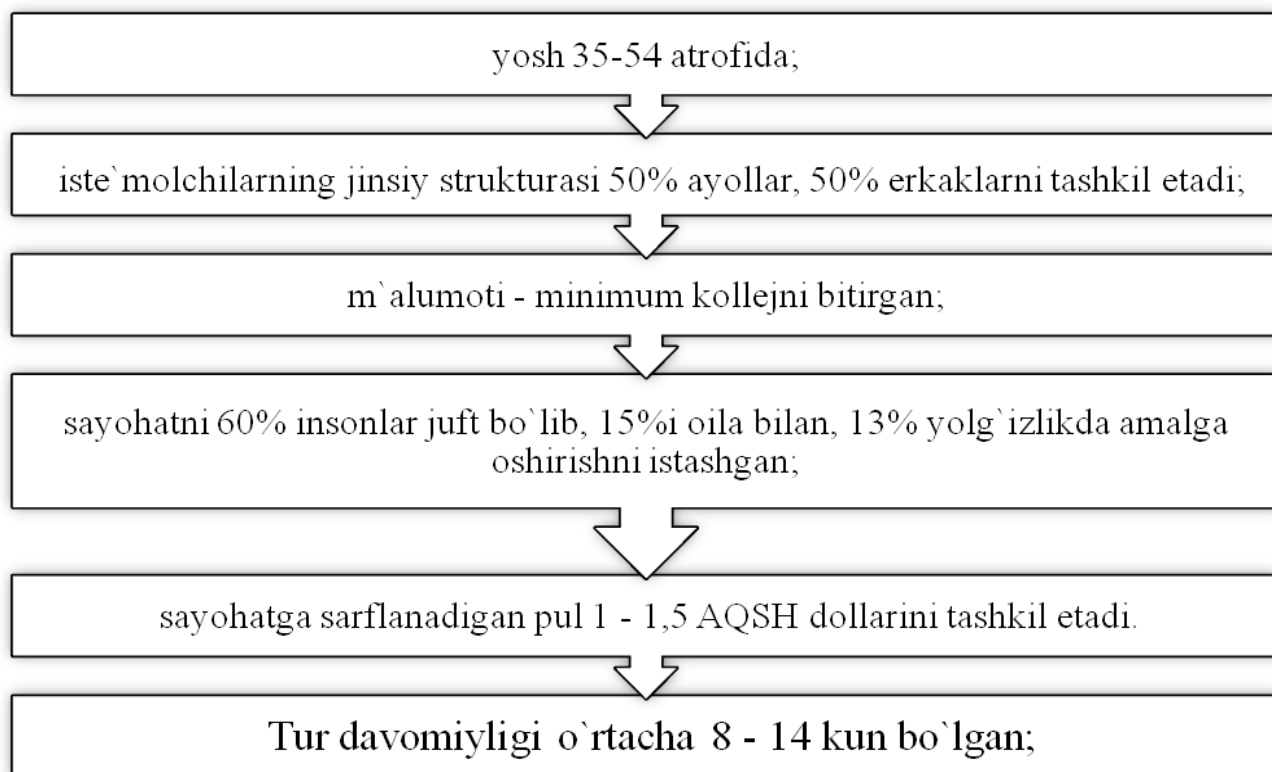 yosh 35-54 atrofida;
iste`molchilarning jinsiy strukturasi 50% ayollar, 50% erkaklarni tashkil etadi;
m`alumoti - minimum kollejni bitirgan;
sayohatni 60% insonlar juft bo`lib, 15%i oila bilan, 13% yolg`izlikda amalga
oshirishni istashgan;
sayohatga sarflanadigan pul 1 - 1,5 AQSH dollarini tashkil etadi.
Tur davomiyligi o`rtacha 8 - 14 kun bo`lgan;